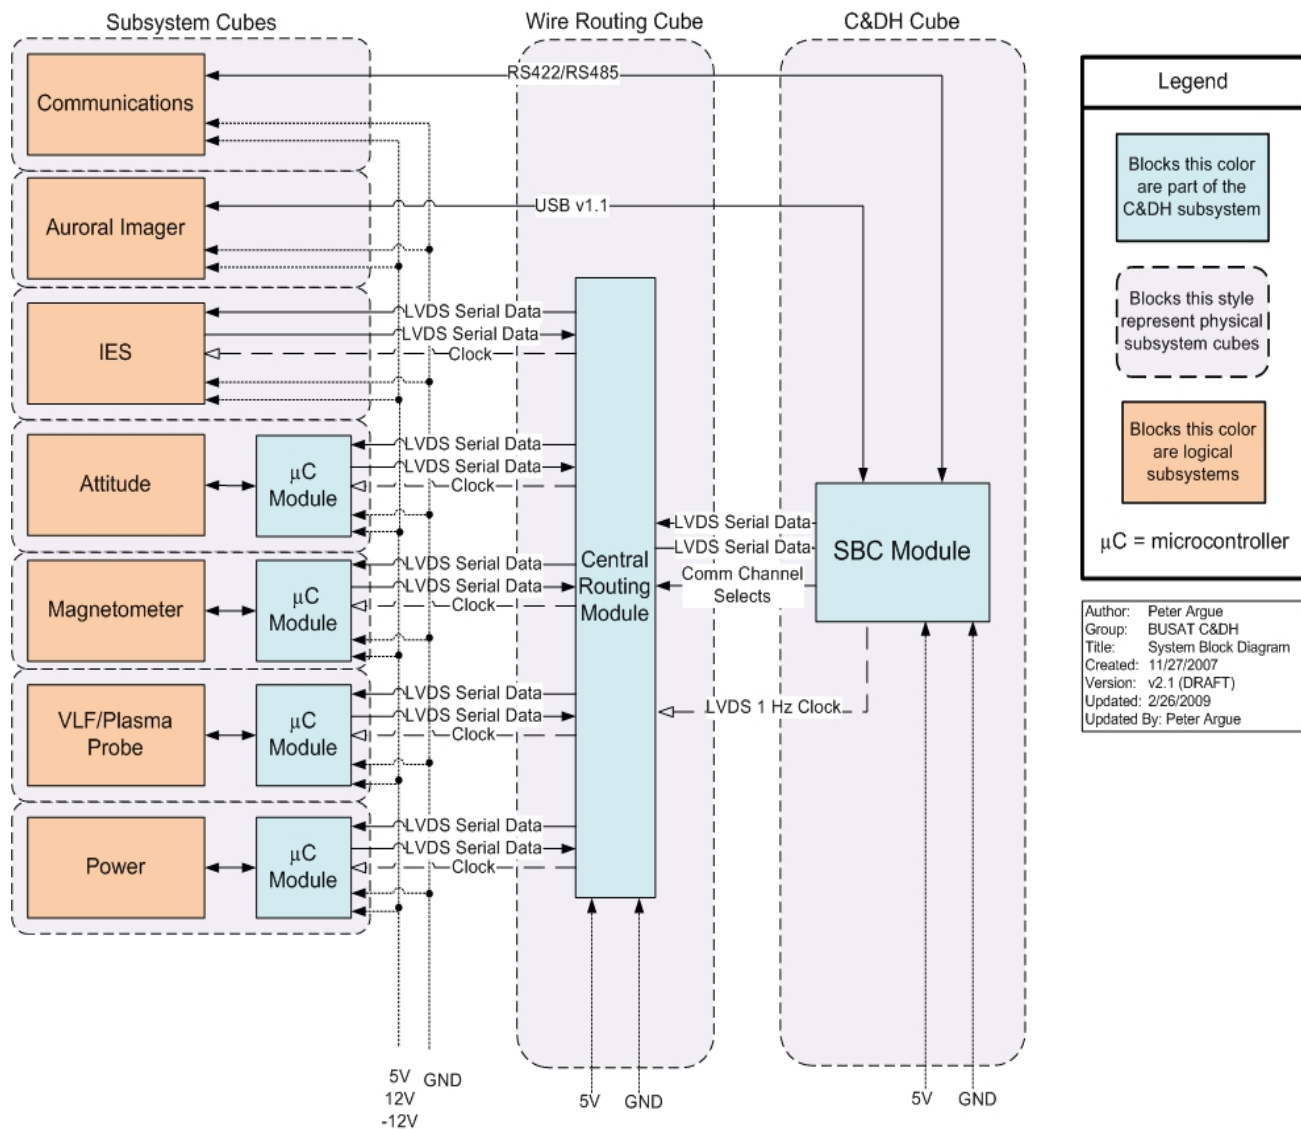 Subsystem Cubes
Wire Routing Cube
C&DH Cube
Communications
RS422/RS485
Auroral Imager
USB v1.1
IES
LVDS Serial Data
LVDS Serial Data
Clock
Attitude
μC
Module
LVDS Serial Data
LVDS Serial Data
Clock
Magnetometer
μC
Module
LVDS Serial Data
LVDS Serial Data
Clock
VLF/Plasma
Probe
μC
Module
LVDS Serial Data
LVDS Serial Data
Clock
Power
μC
Module
LVDS Serial Data
LVDS Serial Data
Clock
Central
Routing
Module
LVDS Serial Data
LVDS Serial Data
Comm Channel
Selects
LVDS 1 Hz Clock
SBC Module
5V
12V
-12V
GND
5V
GND
5V
GND
Legend
Blocks this color
are part of the
C&DH subsystem
Blocks this style
represent physical
subsystem cubes
Blocks this color
are logical
subsystems
μC = microcontroller
Author: Peter Argue
Group: BUSAT C&DH
Title: System Block Diagram
Created: 11/27/2007
Version: v2.1 (DRAFT)
Updated: 2/26/2009
Updated By: Peter Argue